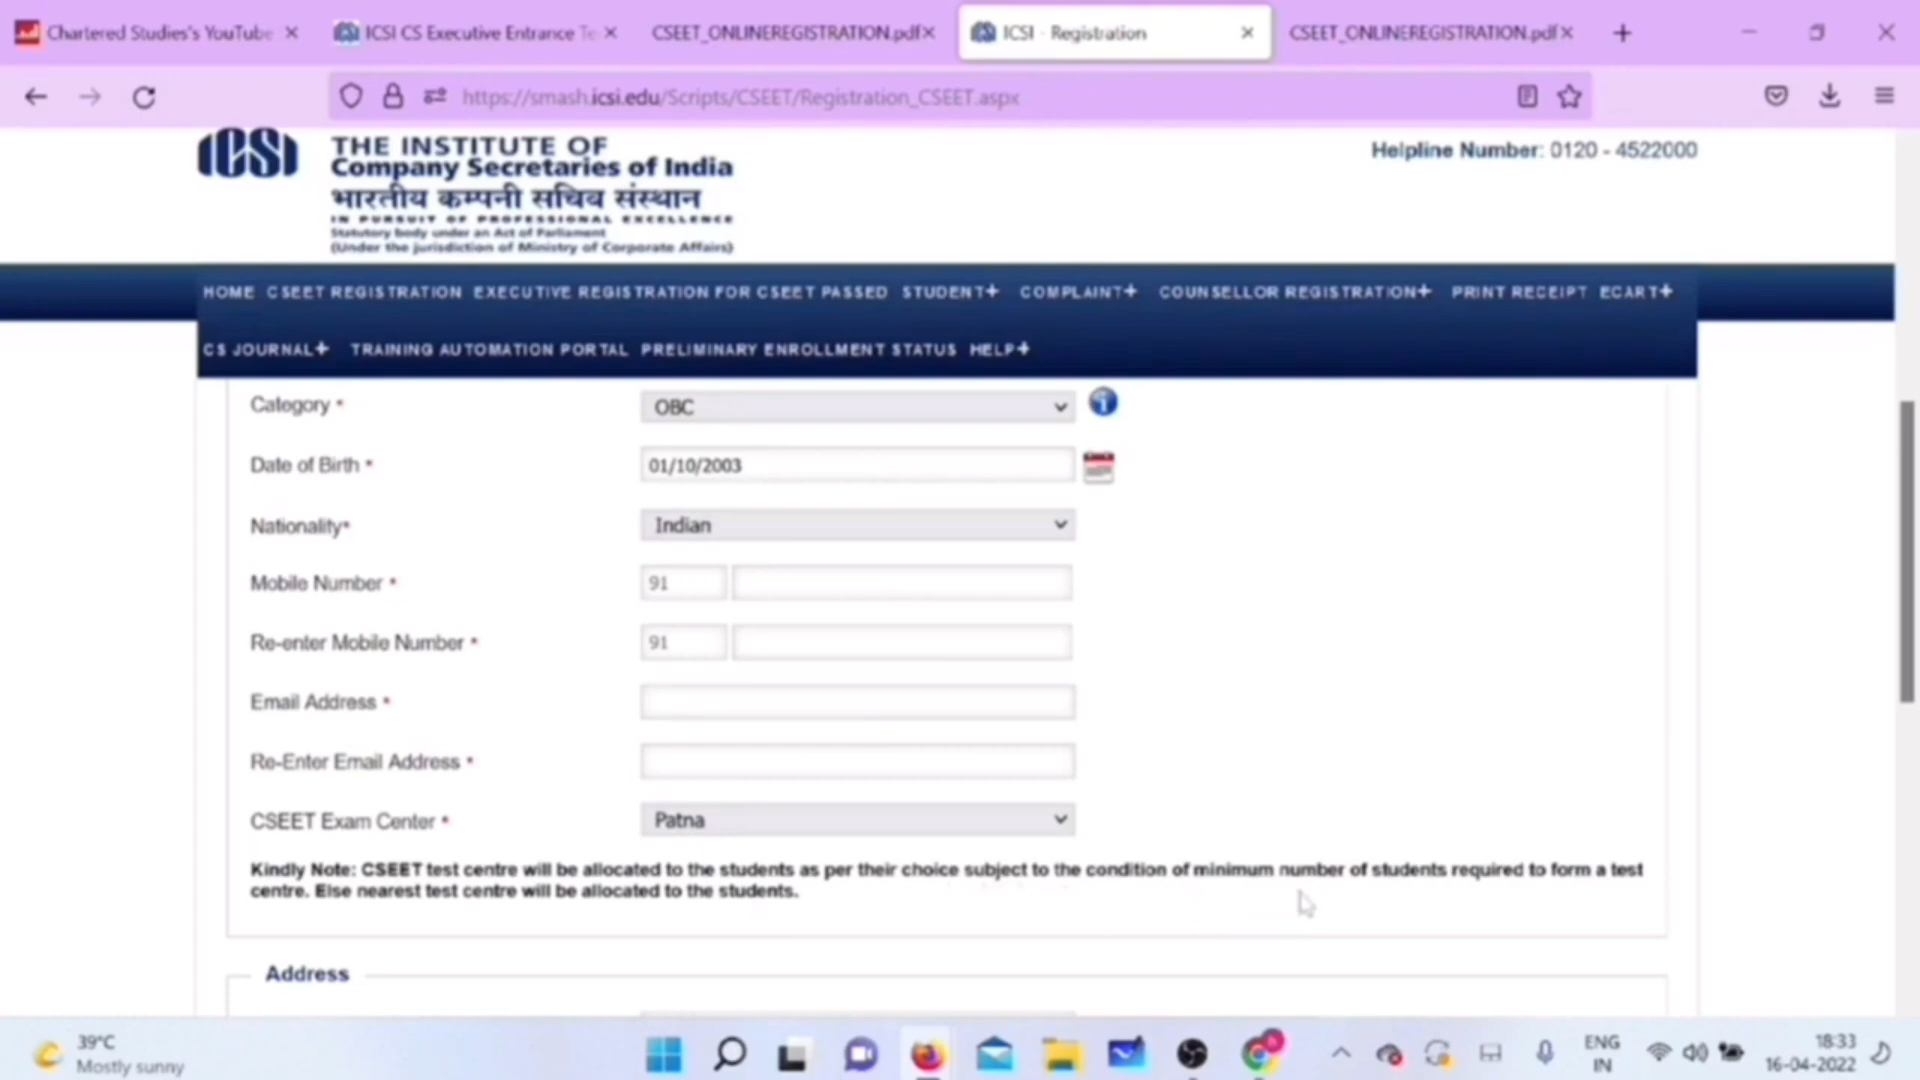 Chartered Studies's YouTube
ICSI CS Executive Entrance Te
CSEET_ONLINEREGISTRATION.pdf
ICSI - Registration
CSEET_ONLINEREGISTRATION.pdf
https://smash.icsi.edu/Scripts/CSEET/Registration_CSEET.aspx
ICSI
THE INSTITUTE OF
Company Secretaries of India
भारतीय कम्पनी सचिव संस्थान
IN PURSUIT OF PROFESSIONAL EXCELLENCE
Statutory body under an Act of Parliament
(Under the jurisdiction of Ministry of Corporate Affairs)
Helpline Number: 0120 - 4522000
HOME CSEET REGISTRATION EXECUTIVE REGISTRATION FOR CSEET PASSED STUDENT+ COMPLAINT+ COUNSELLOR REGISTRATION+ PRINT RECEIPT ECART+
CS JOURNAL+ TRAINING AUTOMATION PORTAL PRELIMINARY ENROLLMENT STATUS HELP+
Category * OBC
Date of Birth * 01/10/2003
Nationality* Indian
Mobile Number * 91
Re-enter Mobile Number * 91
Email Address *
Re-Enter Email Address *
CSEET Exam Center * Patna
Kindly Note: CSEET test centre will be allocated to the students as per their choice subject to the condition of minimum number of students required to form a test
centre. Else nearest test centre will be allocated to the students.
Address
39°C
Mostly sunny
ENG
IN
18:33
16-04-2022